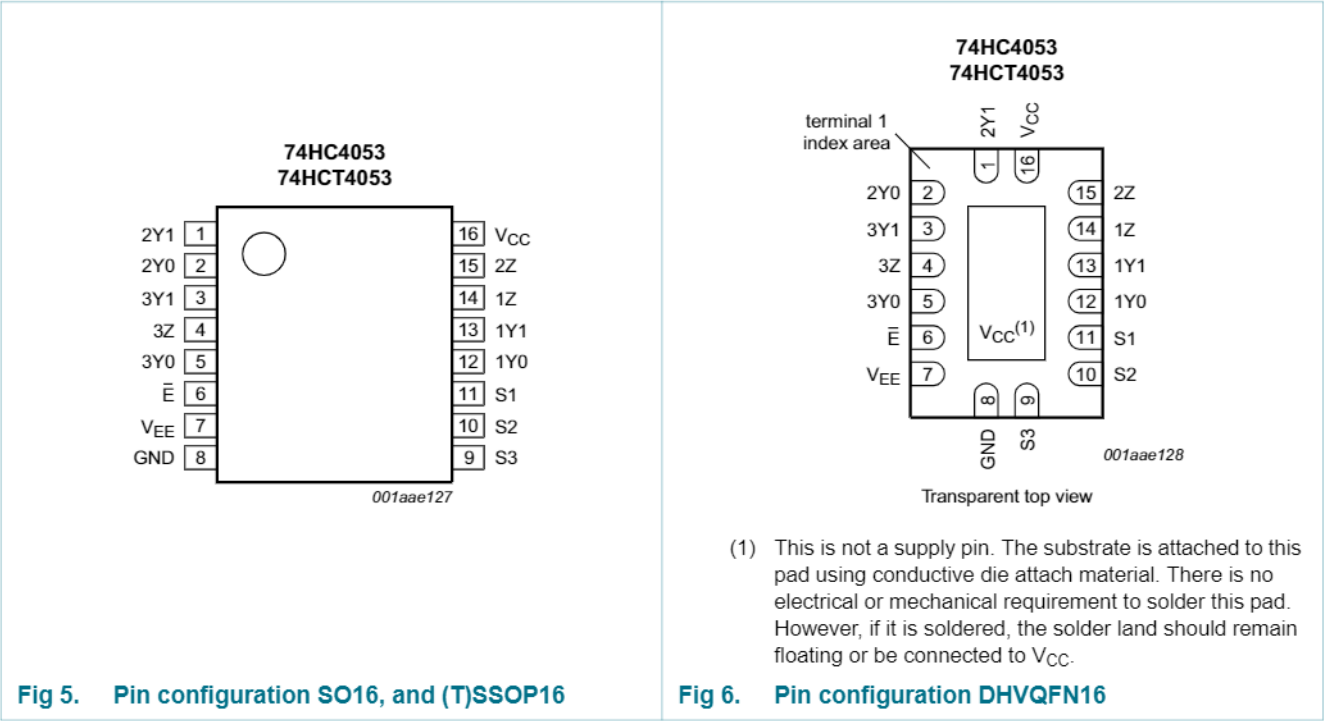 74HC4053
74HCT4053
2Y1 1
2Y0 2
3Y1 3
3Z 4
3Y0 5
E̅ 6
VEE 7
GND 8
16 VCC
15 2Z
14 1Z
13 1Y1
12 1Y0
11 S1
10 S2
9 S3
001aae127
Fig 5. Pin configuration SO16, and (T)SSOP16
74HC4053
74HCT4053
terminal 1
index area
2Y1 VCC
1 16
2Y0 2
3Y1 3
3Z 4
3Y0 5
E̅ 6
VEE 7
15 2Z
14 1Z
13 1Y1
12 1Y0
11 S1
10 S2
VCC(1)
8 9
GND S3
001aae128
Transparent top view
(1) This is not a supply pin. The substrate is attached to this
pad using conductive die attach material. There is no
electrical or mechanical requirement to solder this pad.
However, if it is soldered, the solder land should remain
floating or be connected to VCC.
Fig 6. Pin configuration DHVQFN16